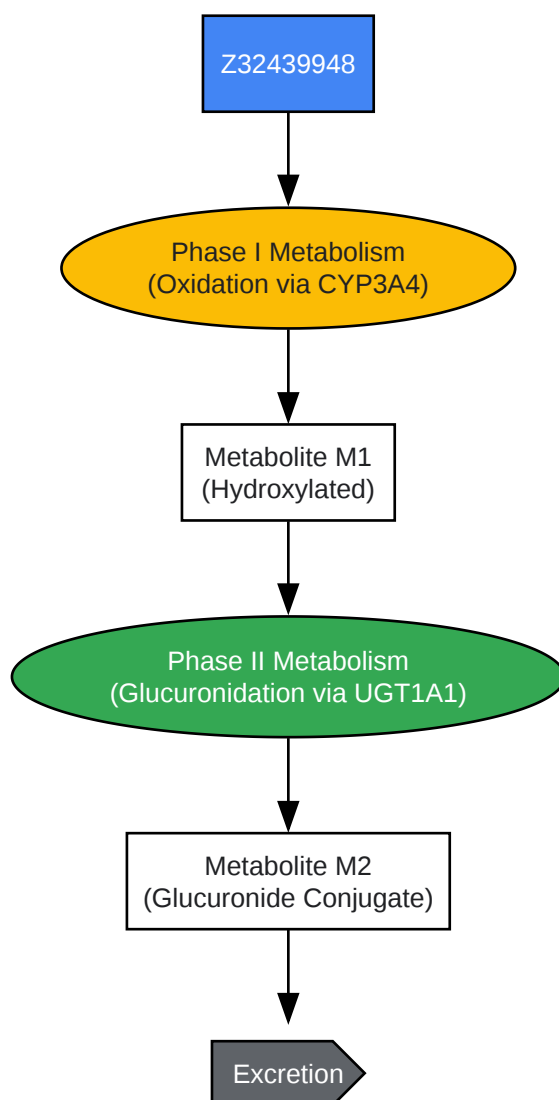 Z32439948
Phase I Metabolism
(Oxidation via CYP3A4)
Metabolite M1
(Hydroxylated)
Phase II Metabolism
(Glucuronidation via UGT1A1)
Metabolite M2
(Glucuronide Conjugate)
Excretion